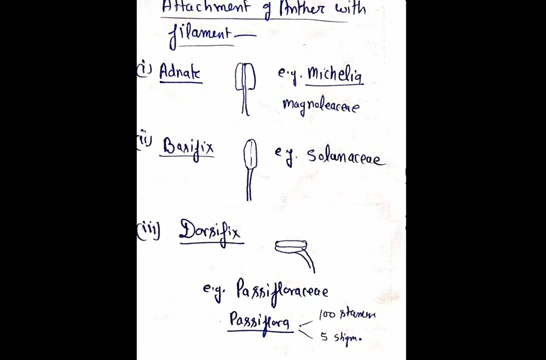 Attachment of Anther with
filament—
(i) Adnate e.g. Michelia
magnoleaceae
(ii) Basifix eg. Solanaceae
(iii) Dorsifix
e.g. Passifloraceae
Passiflora 100 stamen
5 stigm.